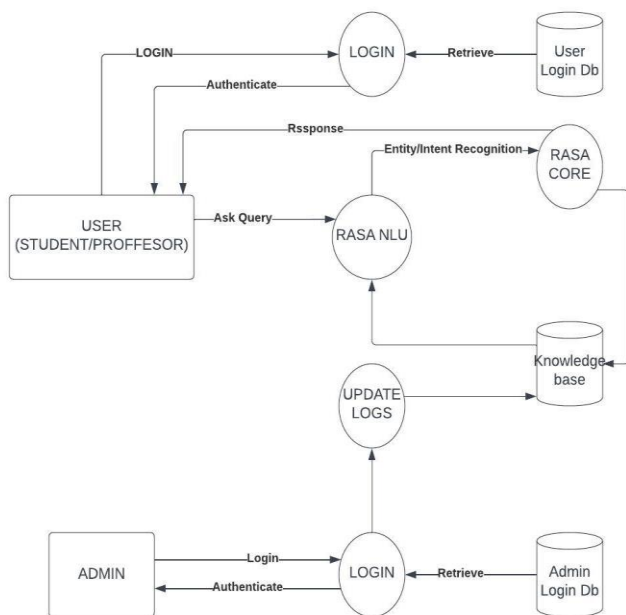 LOGIN
LOGIN
Retrieve
User
Login Db
Authenticate
Rssponse
Entity/Intent Recognition
RASA
CORE
USER
(STUDENT/PROFFESOR)
Ask Query
RASA NLU
Knowledge
base
UPDATE
LOGS
ADMIN
Login
Authenticate
LOGIN
Retrieve
Admin
Login Db